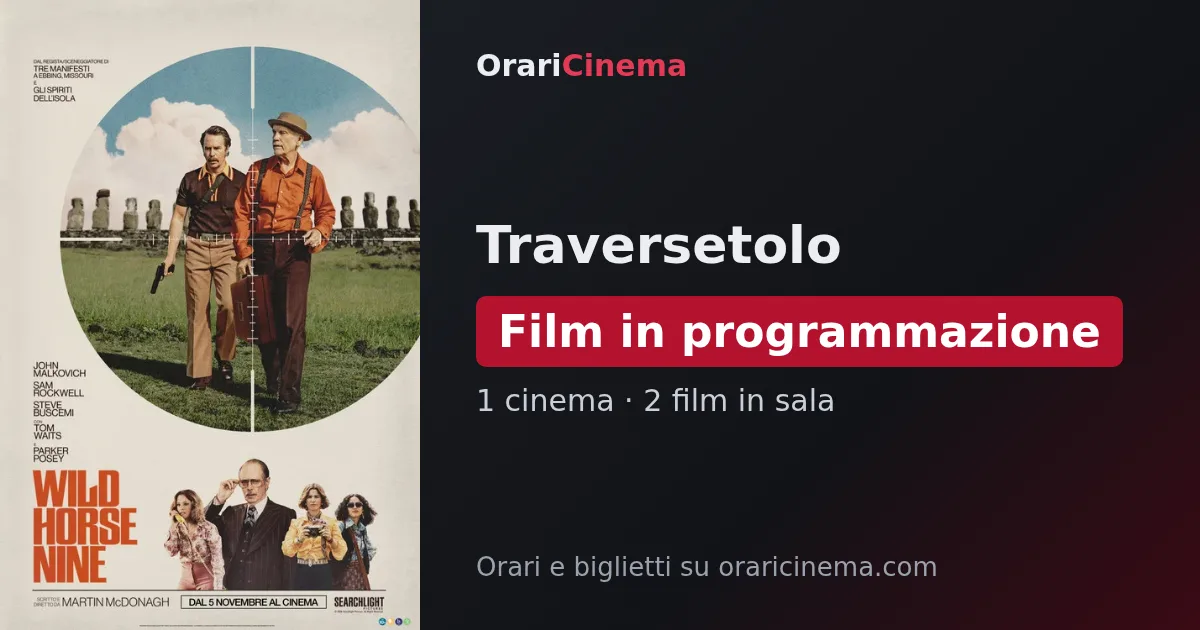 DAL REGISTA/SCENEGGIATORE DI
TRE MANIFESTI
A EBBING, MISSOURI
E
GLI SPIRITI
DELL'ISOLA
JOHN
MALKOVICH
SAM
ROCKWELL
STEVE
BUSCEMI
CON
TOM
WAITS
E
PARKER
POSEY
WILD
HORSE
NINE
SCRITTO E
DIRETTO DA
MARTIN McDONAGH
DAL 5 NOVEMBRE AL CINEMA
SEARCHLIGHT
PICTURES
OrariCinema
Traversetolo
Film in programmazione
1 cinema · 2 film in sala
Orari e biglietti su oraricinema.com